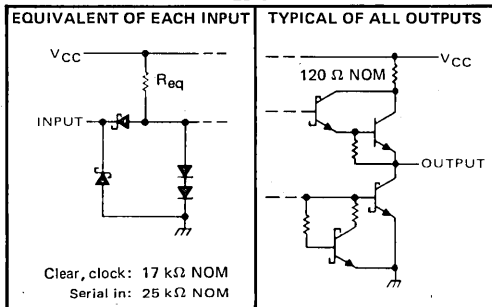 EQUIVALENT OF EACH INPUT
VCC
Req
INPUT
Clear, clock: 17 kΩ NOM
Serial in: 25 kΩ NOM
TYPICAL OF ALL OUTPUTS
VCC
120 Ω NOM
OUTPUT